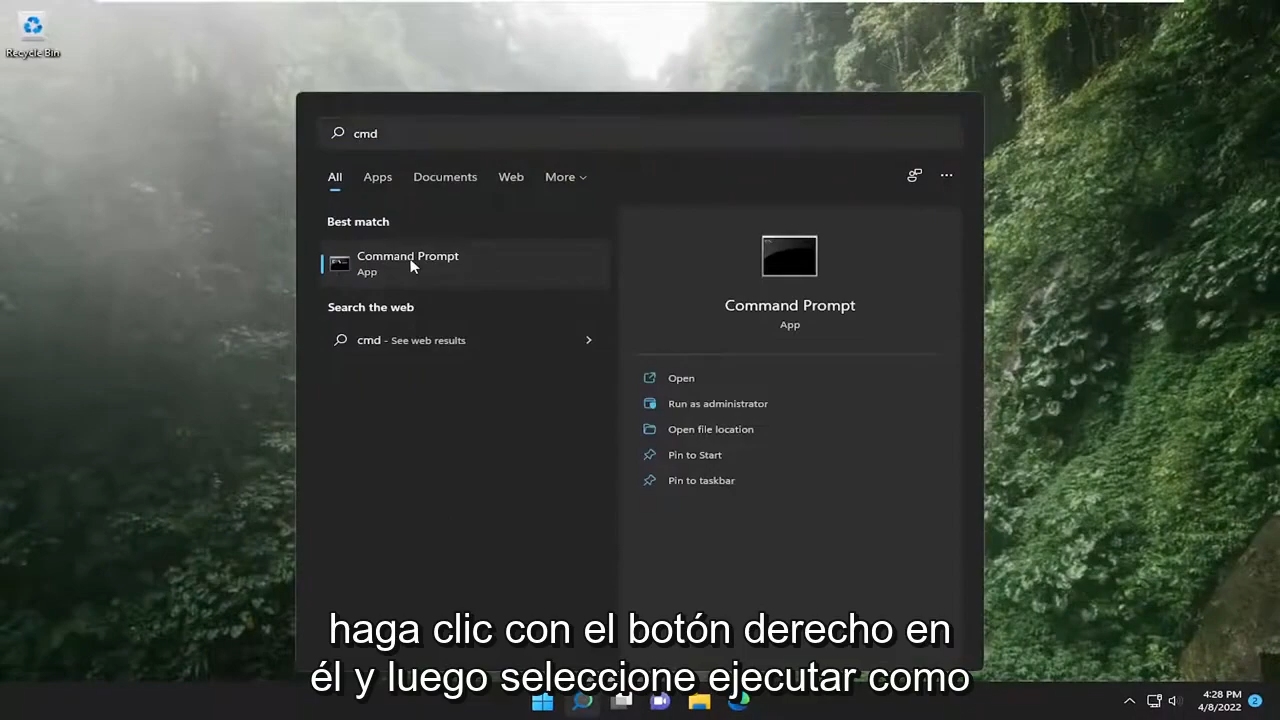 Recycle Bin
cmd
All Apps Documents Web More
Best match
Command Prompt
App
Search the web
cmd - See web results
Command Prompt
App
Open
Run as administrator
Open file location
Pin to Start
Pin to taskbar
haga clic con el botón derecho en
él y luego seleccione ejecutar como
4:28 PM
4/8/2022
2